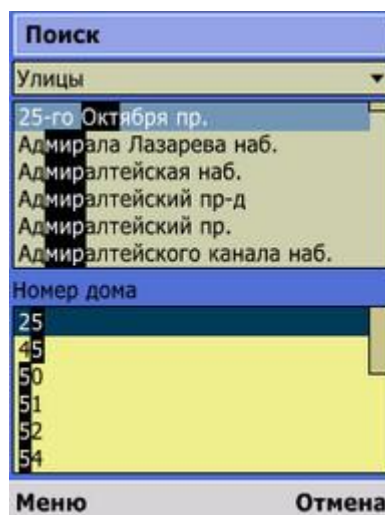 Поиск
Улицы
25-го Октября пр.
Адмирала Лазарева наб.
Адмиралтейская наб.
Адмиралтейский пр-д
Адмиралтейский пр.
Адмиралтейского канала наб.
Номер дома
25
45
50
51
52
54
Меню Отмена